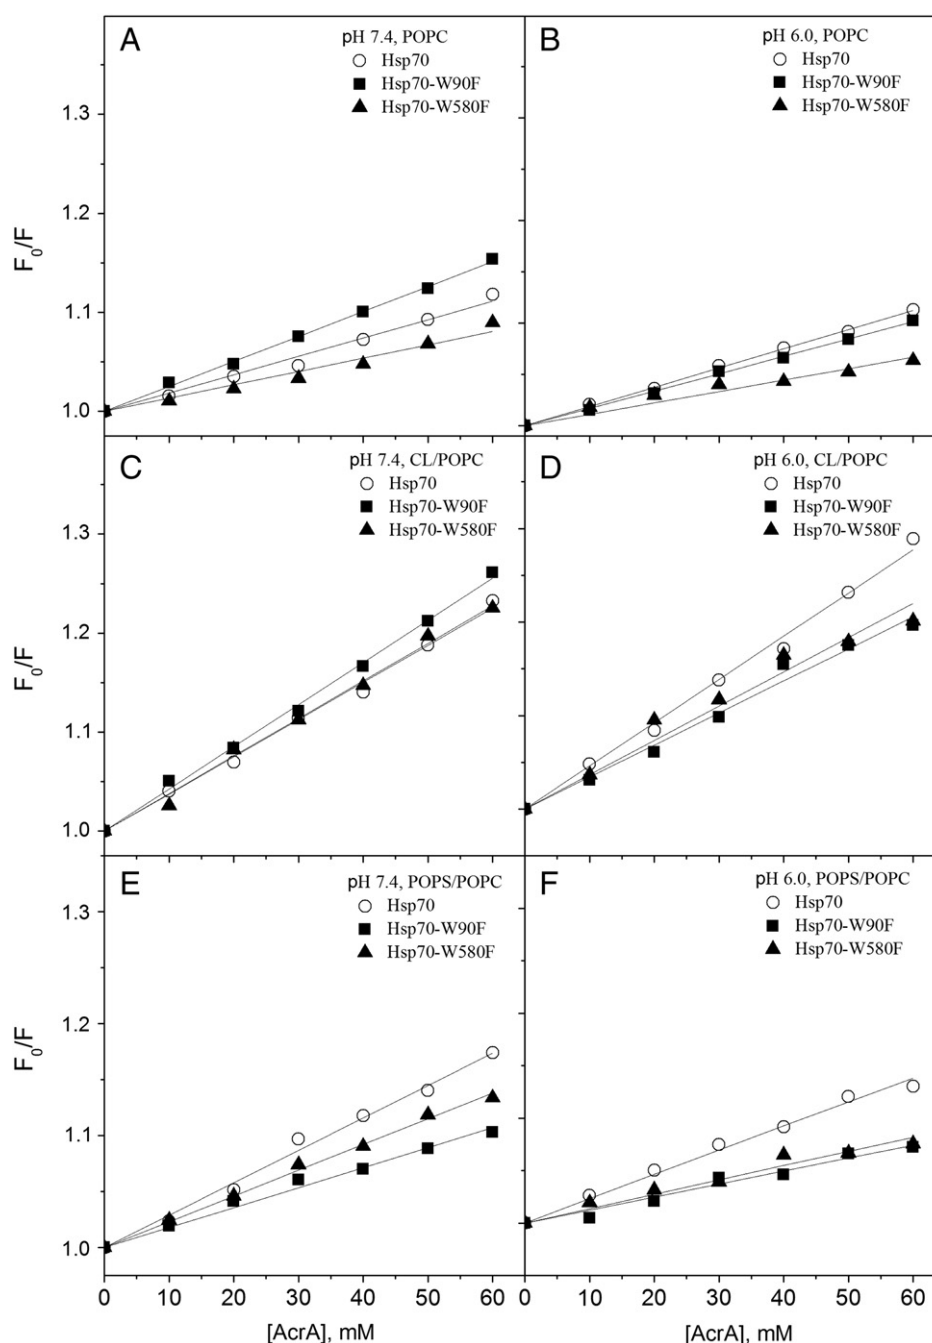 A
pH 7.4, POPC
Hsp70
Hsp70-W90F
Hsp70-W580F
B
pH 6.0, POPC
Hsp70
Hsp70-W90F
Hsp70-W580F
1.3
1.2
1.1
1.0
F₀/F
C
pH 7.4, CL/POPC
Hsp70
Hsp70-W90F
Hsp70-W580F
D
pH 6.0, CL/POPC
Hsp70
Hsp70-W90F
Hsp70-W580F
1.3
1.2
1.1
1.0
F₀/F
E
pH 7.4, POPS/POPC
Hsp70
Hsp70-W90F
Hsp70-W580F
F
pH 6.0, POPS/POPC
Hsp70
Hsp70-W90F
Hsp70-W580F
1.3
1.2
1.1
1.0
F₀/F
0 10 20 30 40 50 60 0 10 20 30 40 50 60
[AcrA], mM [AcrA], mM